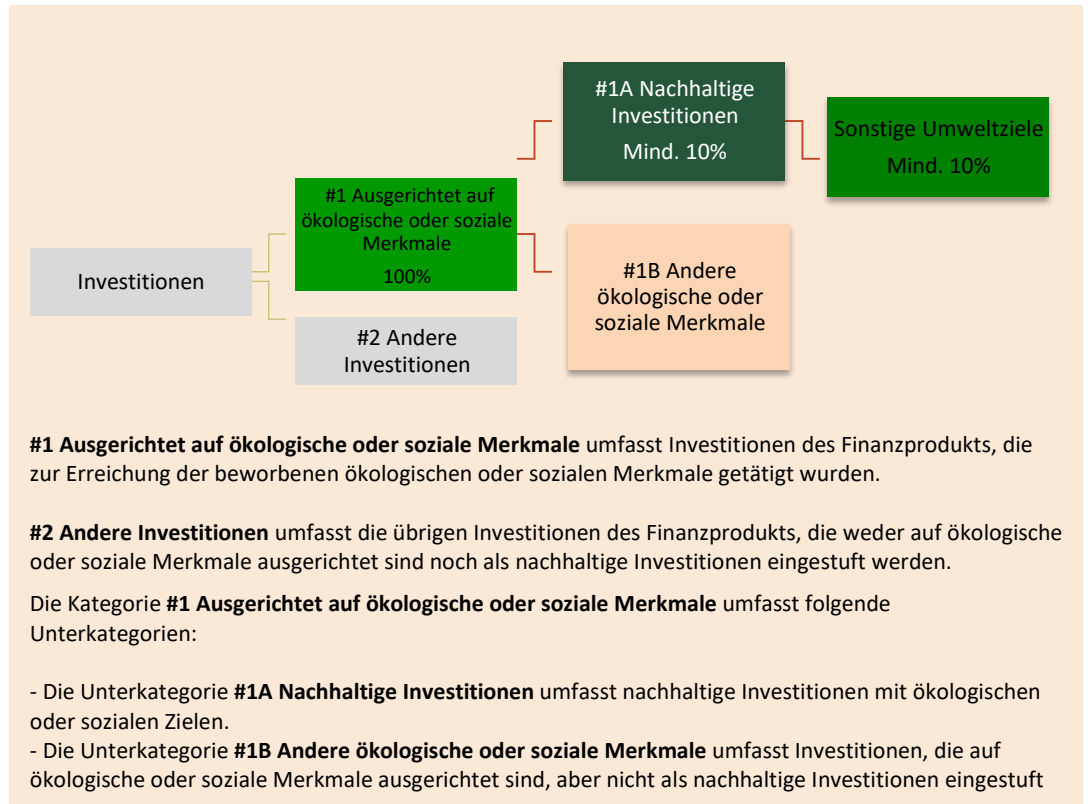 #1A Nachhaltige
Investitionen
Mind. 10%
Sonstige Umweltziele
Mind. 10%
#1 Ausgerichtet auf
ökologische oder soziale
Merkmale
100%
Investitionen
#1B Andere
ökologische oder
soziale Merkmale
#2 Andere
Investitionen
#1 Ausgerichtet auf ökologische oder soziale Merkmale umfasst Investitionen des Finanzprodukts, die
zur Erreichung der beworbenen ökologischen oder sozialen Merkmale getätigt wurden.
#2 Andere Investitionen umfasst die übrigen Investitionen des Finanzprodukts, die weder auf ökologische
oder soziale Merkmale ausgerichtet sind noch als nachhaltige Investitionen eingestuft werden.
Die Kategorie #1 Ausgerichtet auf ökologische oder soziale Merkmale umfasst folgende
Unterkategorien:
- Die Unterkategorie #1A Nachhaltige Investitionen umfasst nachhaltige Investitionen mit ökologischen
oder sozialen Zielen.
- Die Unterkategorie #1B Andere ökologische oder soziale Merkmale umfasst Investitionen, die auf
ökologische oder soziale Merkmale ausgerichtet sind, aber nicht als nachhaltige Investitionen eingestuft